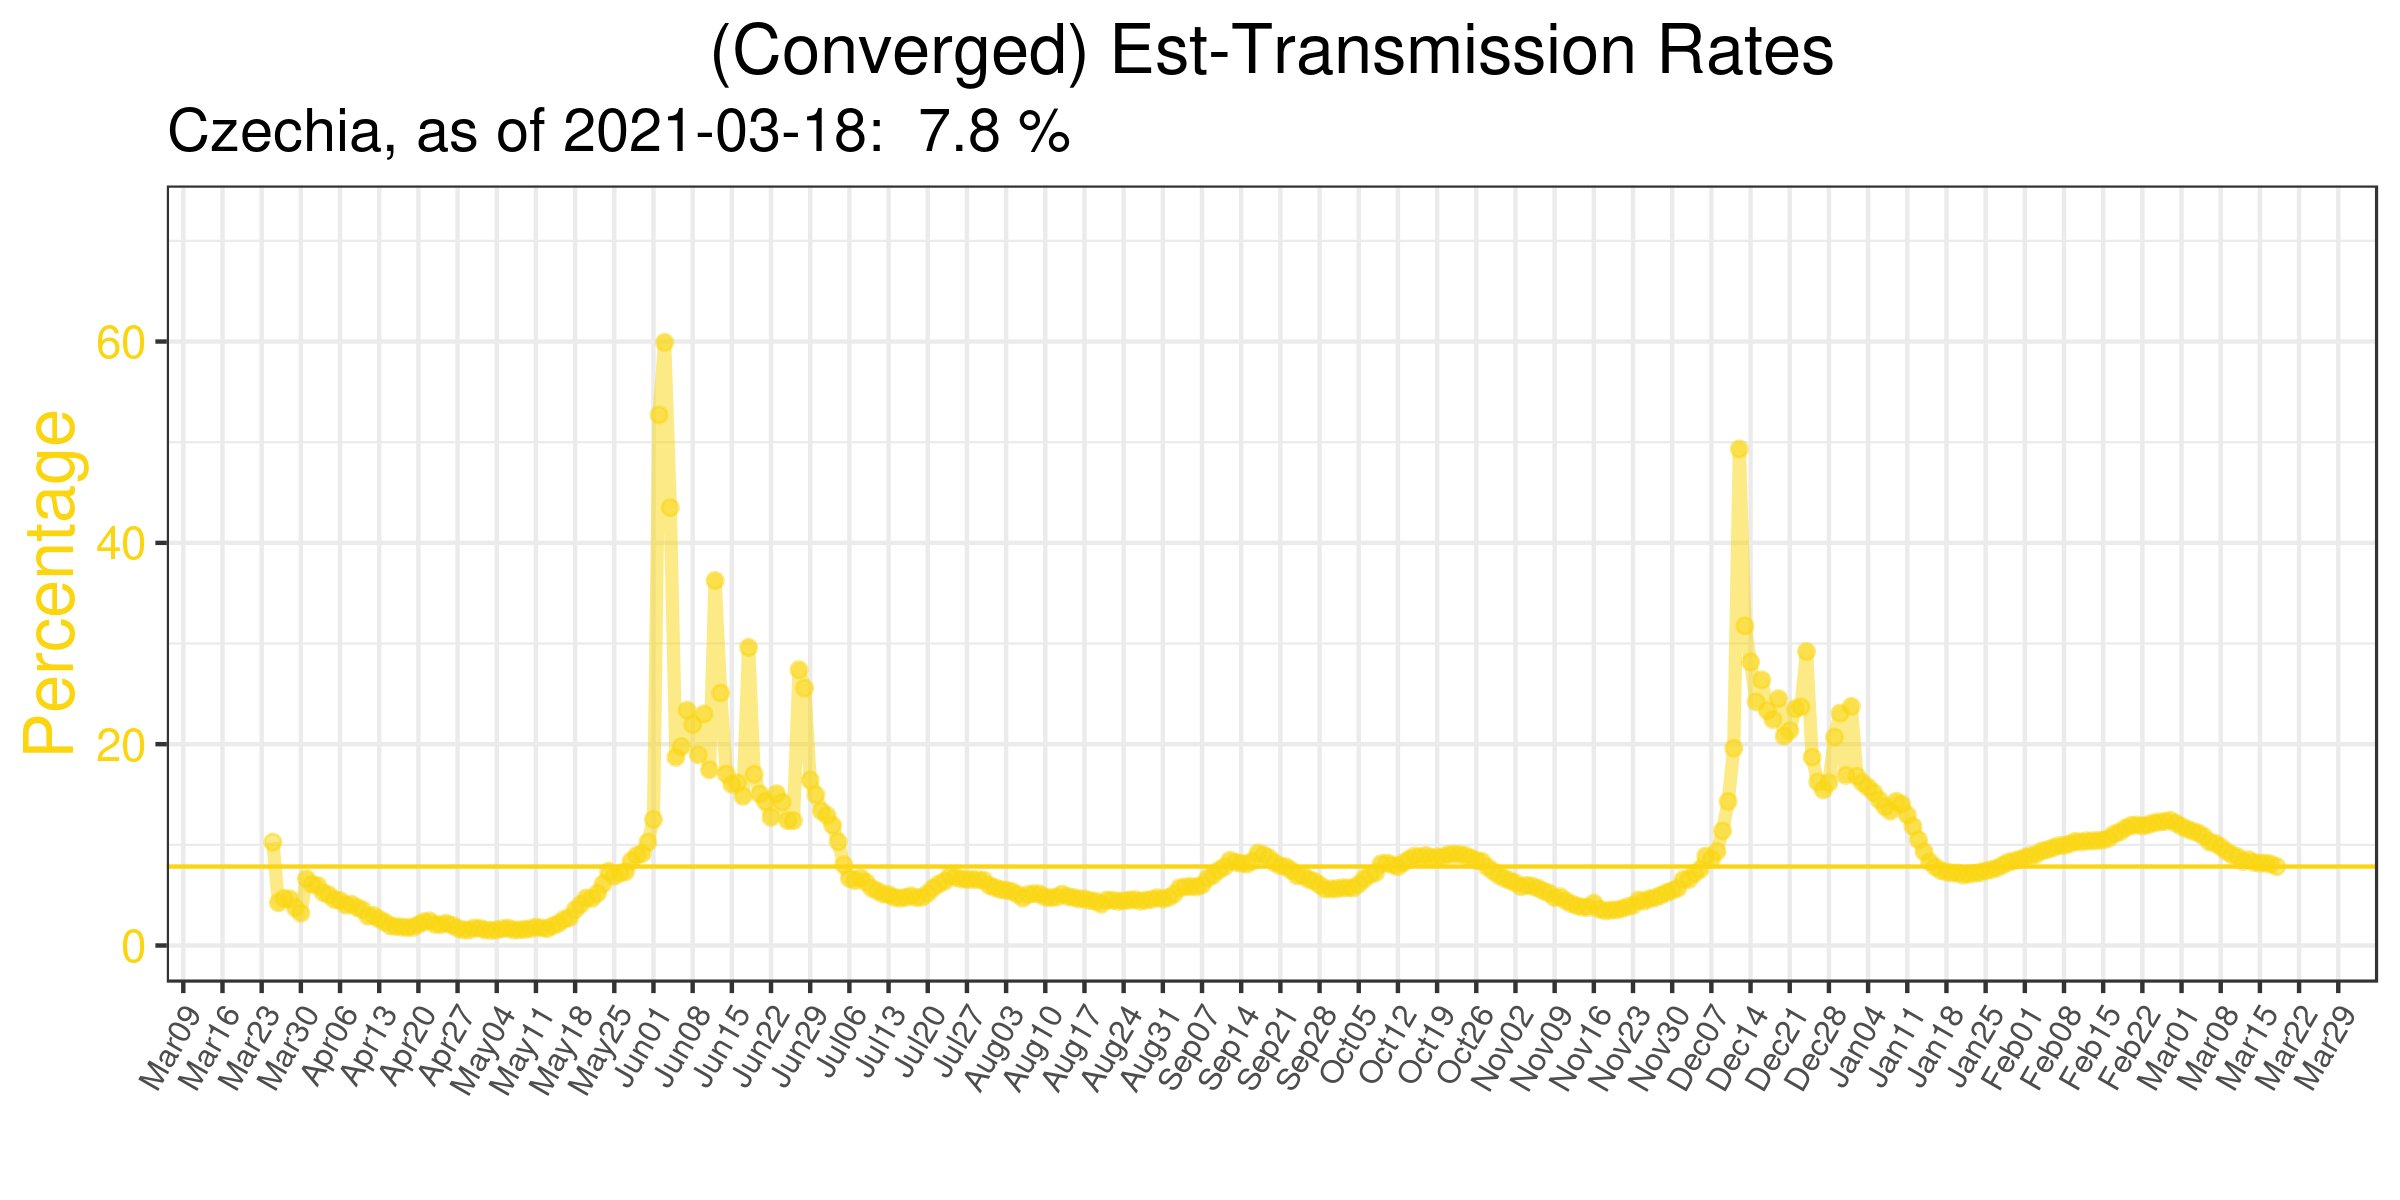 (Converged) Est-Transmission Rates
Czechia, as of 2021-03-18:  7.8 %
Percentage
60
40
20
0
Mar09
Mar16
Mar23
Mar30
Apr06
Apr13
Apr20
Apr27
May04
May11
May18
May25
Jun01
Jun08
Jun15
Jun22
Jun29
Jul06
Jul13
Jul20
Jul27
Aug03
Aug10
Aug17
Aug24
Aug31
Sep07
Sep14
Sep21
Sep28
Oct05
Oct12
Oct19
Oct26
Nov02
Nov09
Nov16
Nov23
Nov30
Dec07
Dec14
Dec21
Dec28
Jan04
Jan11
Jan18
Jan25
Feb01
Feb08
Feb15
Feb22
Mar01
Mar08
Mar15
Mar22
Mar29